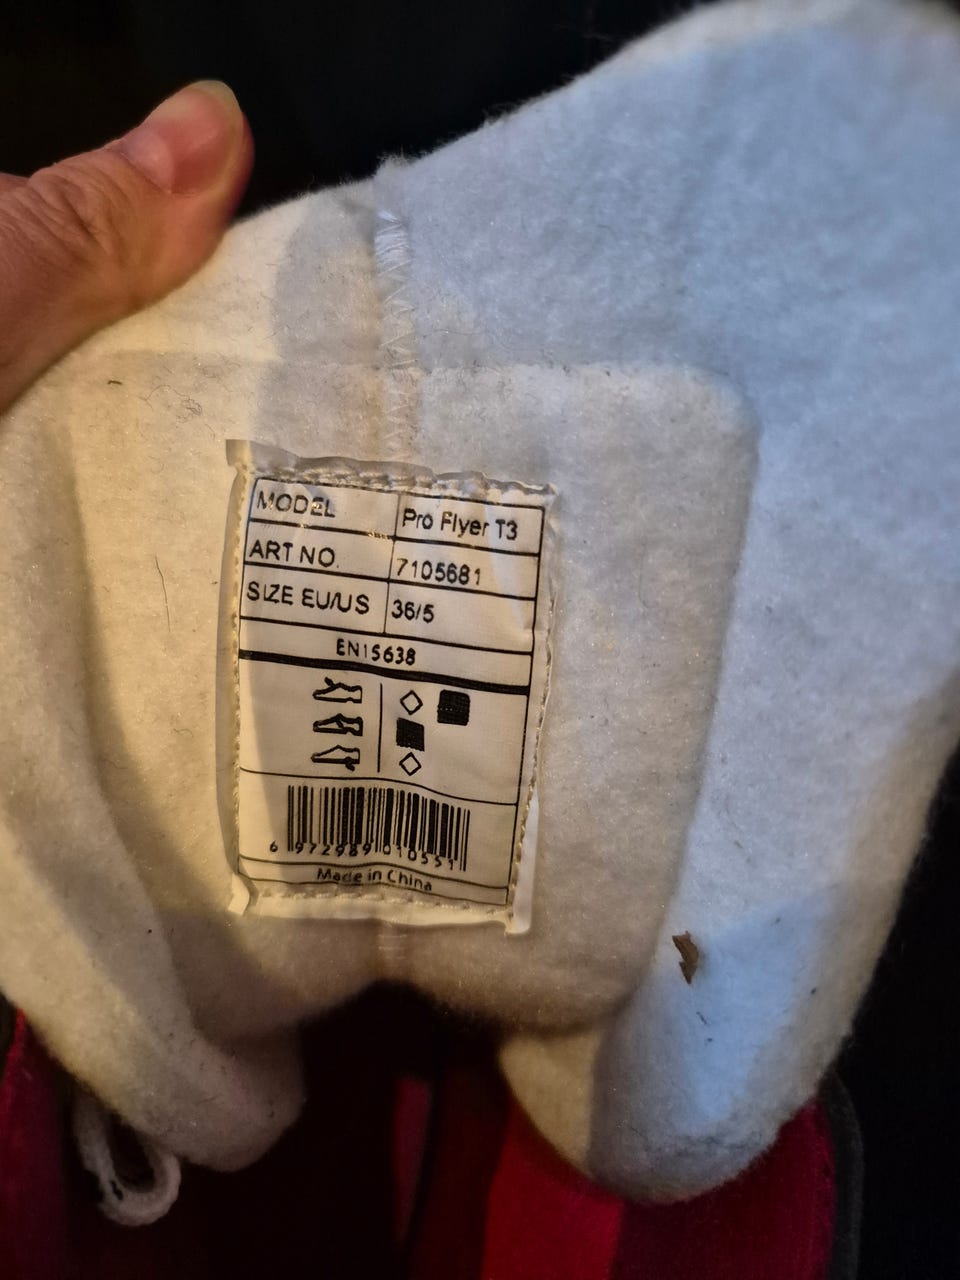 MODEL Pro Flyer T3
ART NO. 7105681
SIZE EU/US 36/5
EN15638
6 972989 010551
Made in China